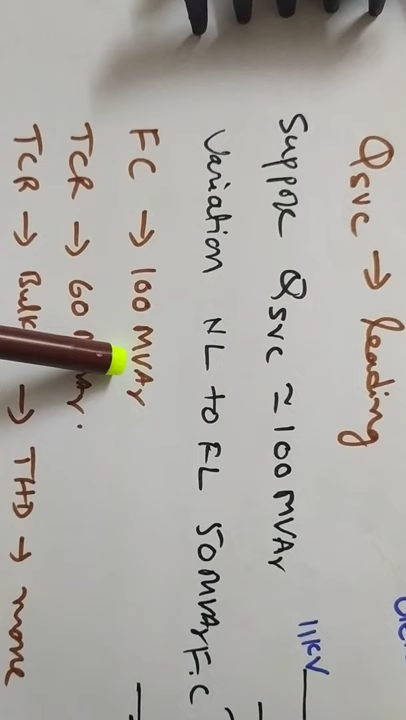 Qsvc → leading
Suppose Qsvc ≃ 100 MVAr
Variation NL to FL 50MVAr F.C
FC → 100 MVAr
TCR → 60
TCR → Bulk → THD → more
11kV